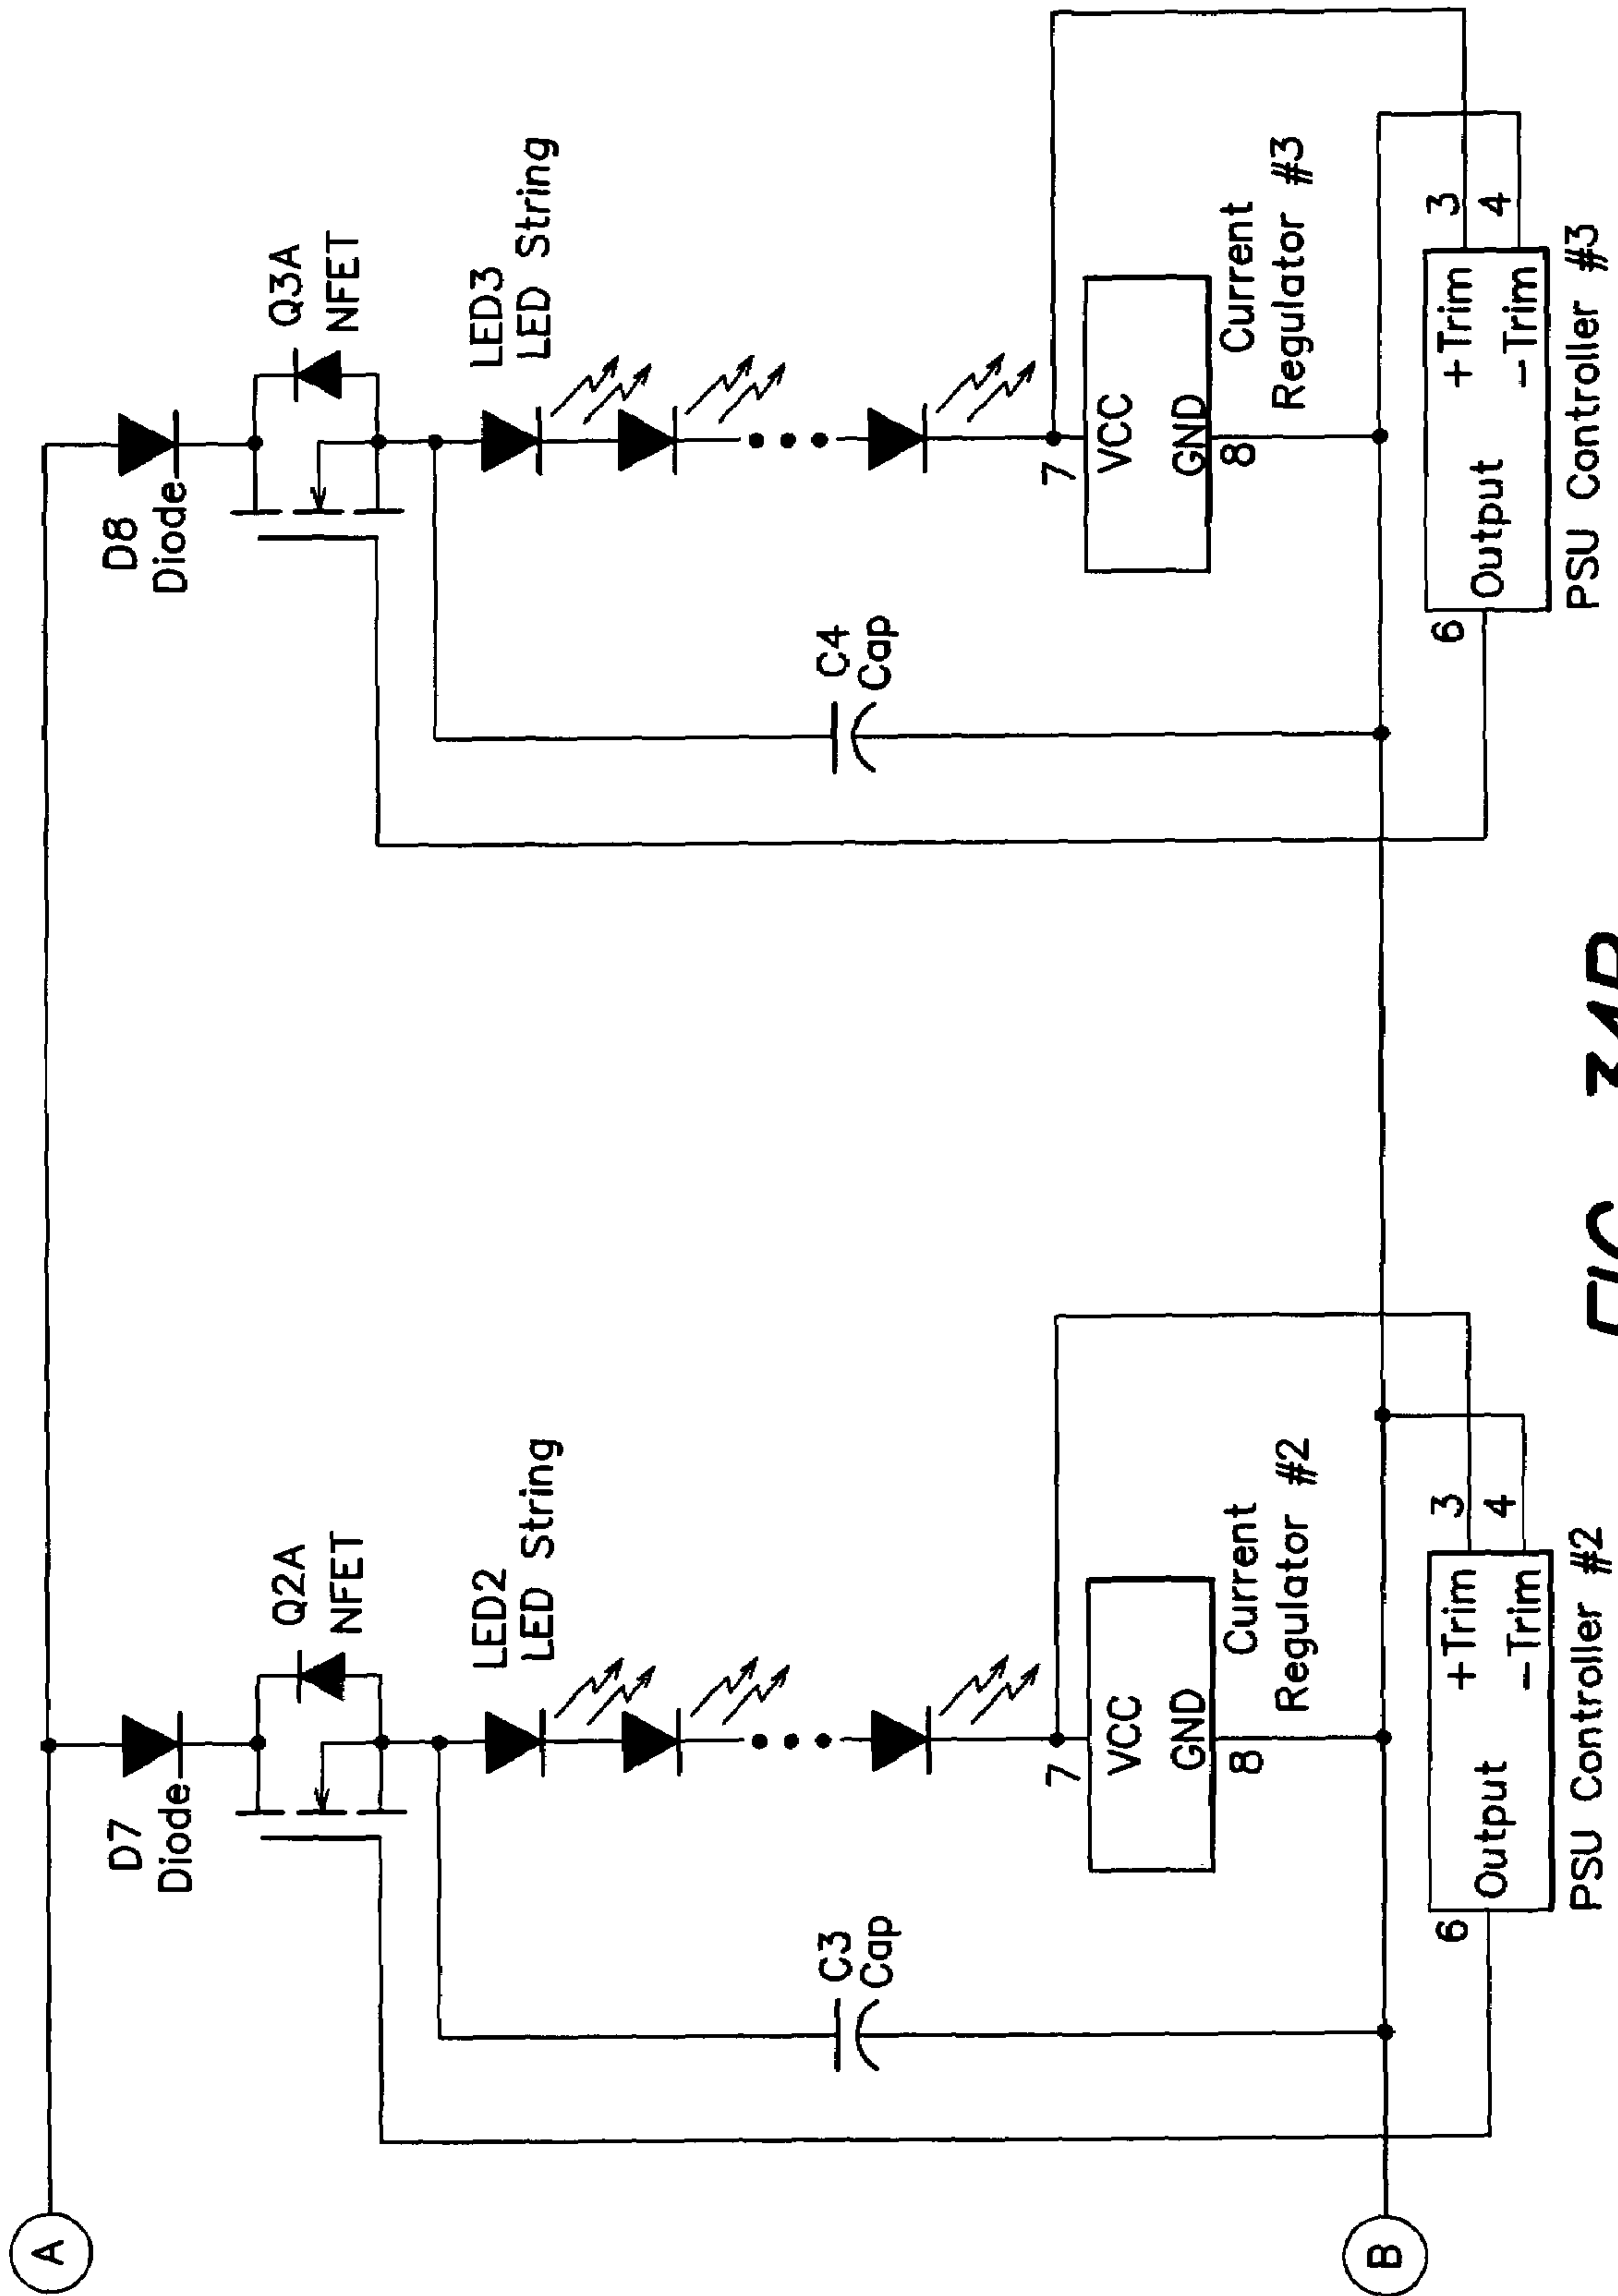 A
D7
Diode
Q2A
NFET
LED2
LED String
C3
Cap
7
VCC
GND
8
Current
Regulator #2
6
Output
+Trim
-Trim
3
4
PSU Controller #2
B
D8
Diode
Q3A
NFET
LED3
LED String
C4
Cap
7
VCC
GND
8
Current
Regulator #3
6
Output
+Trim
-Trim
3
4
PSU Controller #3